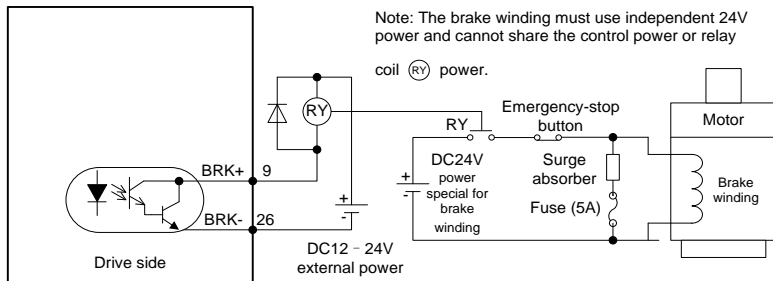 Note: The brake winding must use independent 24V
power and cannot share the control power or relay
coil RY power.
RY
RY
Emergency-stop
button
Motor
BRK+ 9
DC24V
power
special for
brake
winding
Surge
absorber
Fuse (5A)
Brake
winding
+
-
+
-
BRK- 26
Drive side
DC12﹣24V
external power